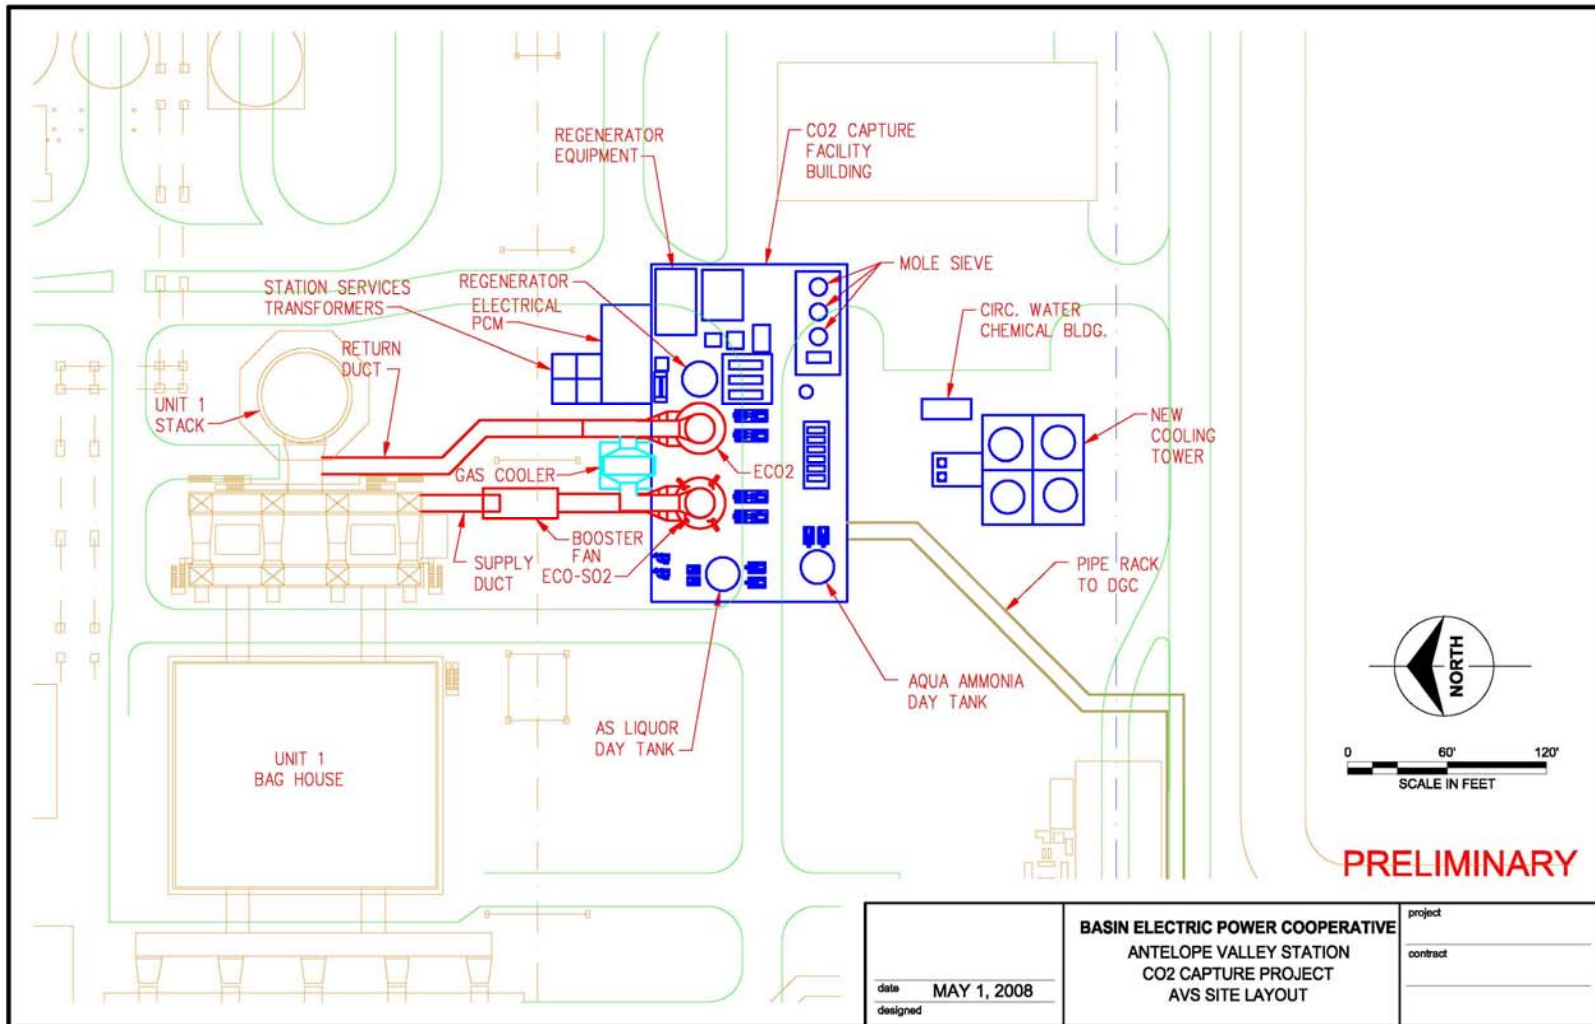 REGENERATOR
EQUIPMENT
CO2 CAPTURE
FACILITY
BUILDING
MOLE SIEVE
STATION SERVICES
TRANSFORMERS
REGENERATOR
ELECTRICAL
PCM
CIRC. WATER
CHEMICAL BLDG.
RETURN
DUCT
UNIT 1
STACK
NEW
COOLING
TOWER
GAS COOLER
ECO2
BOOSTER
FAN
ECO-SO2
SUPPLY
DUCT
PIPE RACK
TO DGC
AQUA AMMONIA
DAY TANK
AS LIQUOR
DAY TANK
UNIT 1
BAG HOUSE
NORTH
0 60' 120'
SCALE IN FEET
PRELIMINARY
date MAY 1, 2008
designed
BASIN ELECTRIC POWER COOPERATIVE
ANTELOPE VALLEY STATION
CO2 CAPTURE PROJECT
AVS SITE LAYOUT
project
contract